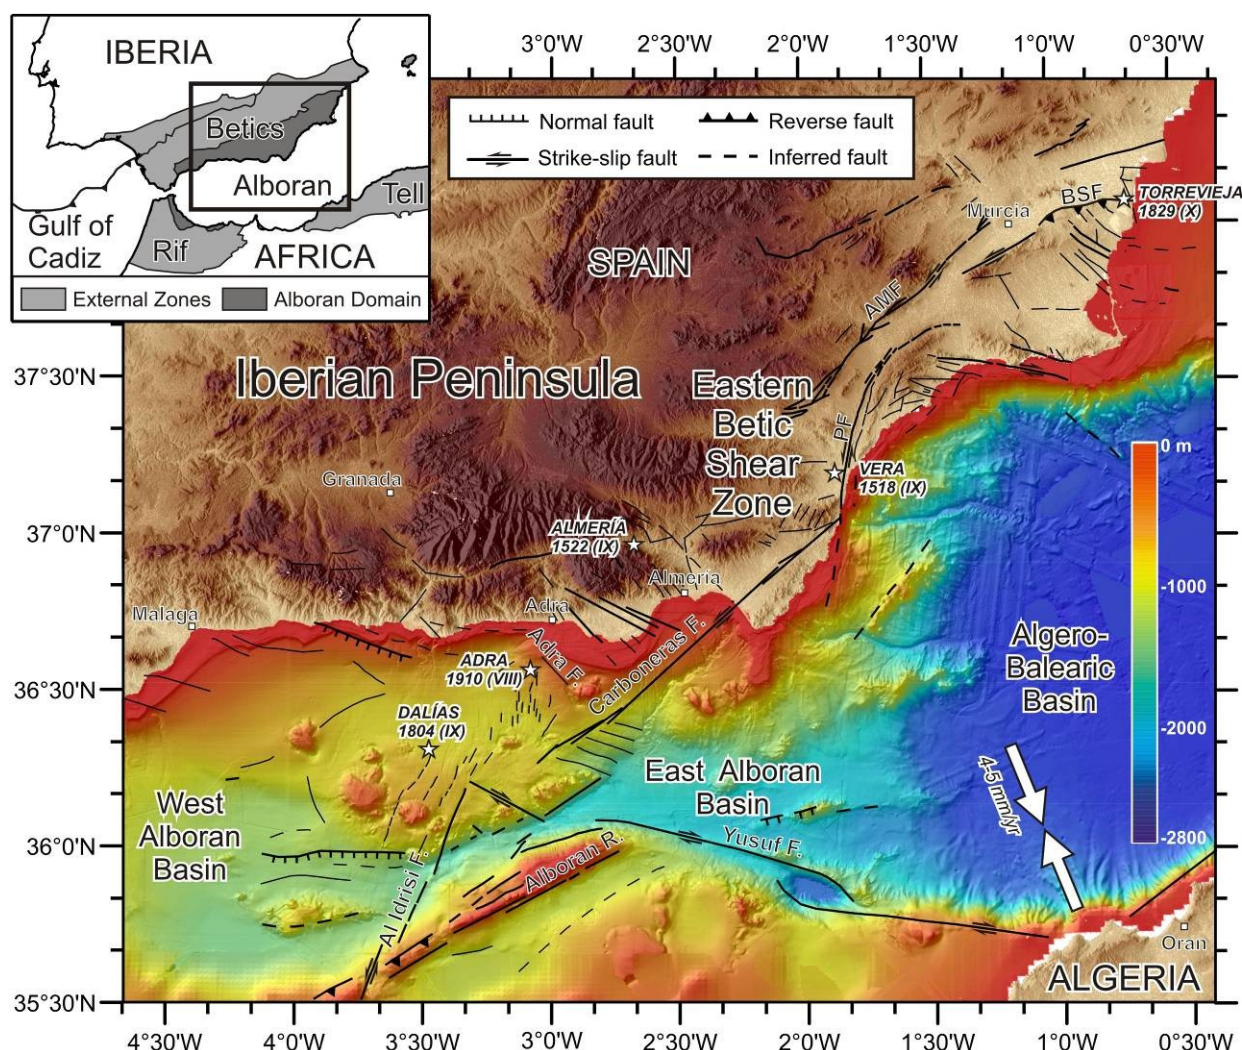 IBERIA
Betics
Alboran
Tell
Gulf of
Cadiz
Rif
AFRICA
External Zones
Alboran Domain
3°0'W
2°30'W
2°0'W
1°30'W
1°0'W
0°30'W
Normal fault
Reverse fault
Strike-slip fault
Inferred fault
BSF
TORREVIEJA
1829 (X)
Murcia
SPAIN
AMF
37°30'N
Iberian Peninsula
Eastern
Betic
Shear
Zone
PF
0 m
VERA
1518 (IX)
Granada
37°0'N
ALMERÍA
1522 (IX)
Almería
-1000
Malaga
Adra
Adra F.
Carboneras F.
Algero-
Balearic
Basin
ADRA
1910 (VIII)
36°30'N
DALÍAS
1804 (IX)
-2000
4-5 mm/yr
East Alboran
Basin
West
Alboran
Basin
-2800
36°0'N
Yusuf F.
Alboran R.
Al Idrisi F.
Oran
ALGERIA
35°30'N
4°30'W
4°0'W
3°30'W
3°0'W
2°30'W
2°0'W
1°30'W
1°0'W
0°30'W